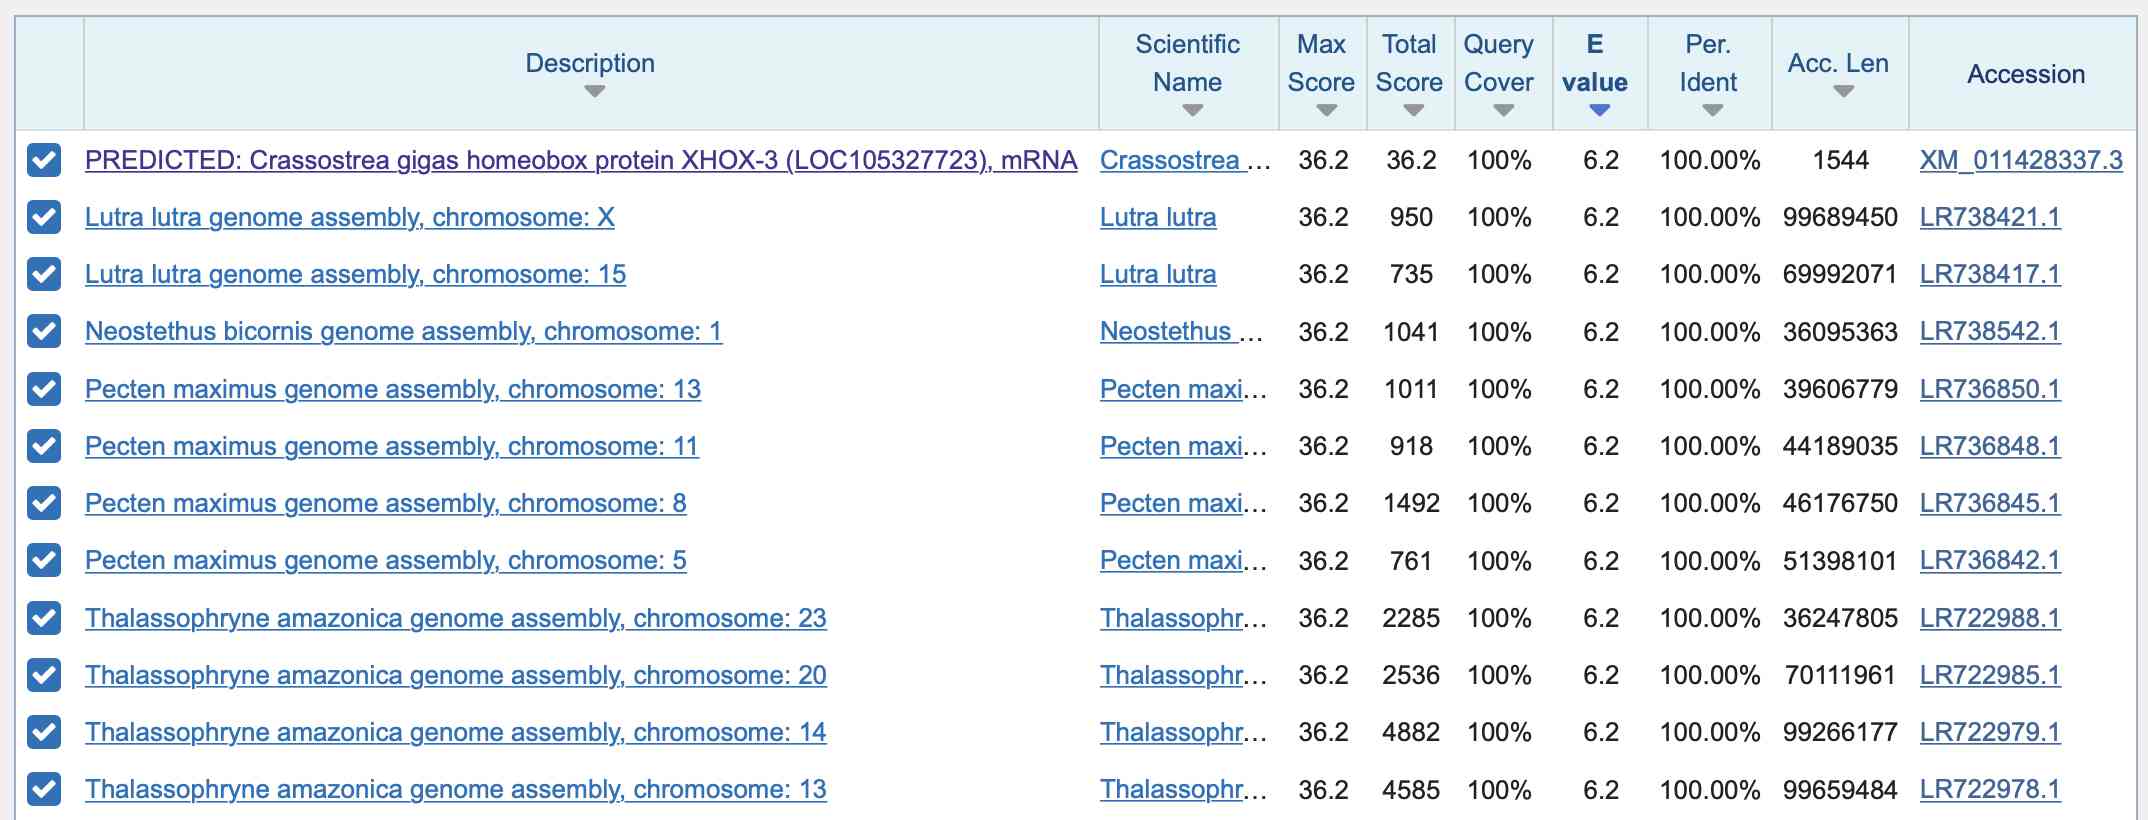 Description Scientific Name Max Score Total Score Query Cover E value Per. Ident Acc. Len Accession
PREDICTED: Crassostrea gigas homeobox protein XHOX-3 (LOC105327723), mRNA Crassostrea ... 36.2 36.2 100% 6.2 100.00% 1544 XM_011428337.3
Lutra lutra genome assembly, chromosome: X Lutra lutra 36.2 950 100% 6.2 100.00% 99689450 LR738421.1
Lutra lutra genome assembly, chromosome: 15 Lutra lutra 36.2 735 100% 6.2 100.00% 69992071 LR738417.1
Neostethus bicornis genome assembly, chromosome: 1 Neostethus ... 36.2 1041 100% 6.2 100.00% 36095363 LR738542.1
Pecten maximus genome assembly, chromosome: 13 Pecten maxi... 36.2 1011 100% 6.2 100.00% 39606779 LR736850.1
Pecten maximus genome assembly, chromosome: 11 Pecten maxi... 36.2 918 100% 6.2 100.00% 44189035 LR736848.1
Pecten maximus genome assembly, chromosome: 8 Pecten maxi... 36.2 1492 100% 6.2 100.00% 46176750 LR736845.1
Pecten maximus genome assembly, chromosome: 5 Pecten maxi... 36.2 761 100% 6.2 100.00% 51398101 LR736842.1
Thalassophryne amazonica genome assembly, chromosome: 23 Thalassophr... 36.2 2285 100% 6.2 100.00% 36247805 LR722988.1
Thalassophryne amazonica genome assembly, chromosome: 20 Thalassophr... 36.2 2536 100% 6.2 100.00% 70111961 LR722985.1
Thalassophryne amazonica genome assembly, chromosome: 14 Thalassophr... 36.2 4882 100% 6.2 100.00% 99266177 LR722979.1
Thalassophryne amazonica genome assembly, chromosome: 13 Thalassophr... 36.2 4585 100% 6.2 100.00% 99659484 LR722978.1